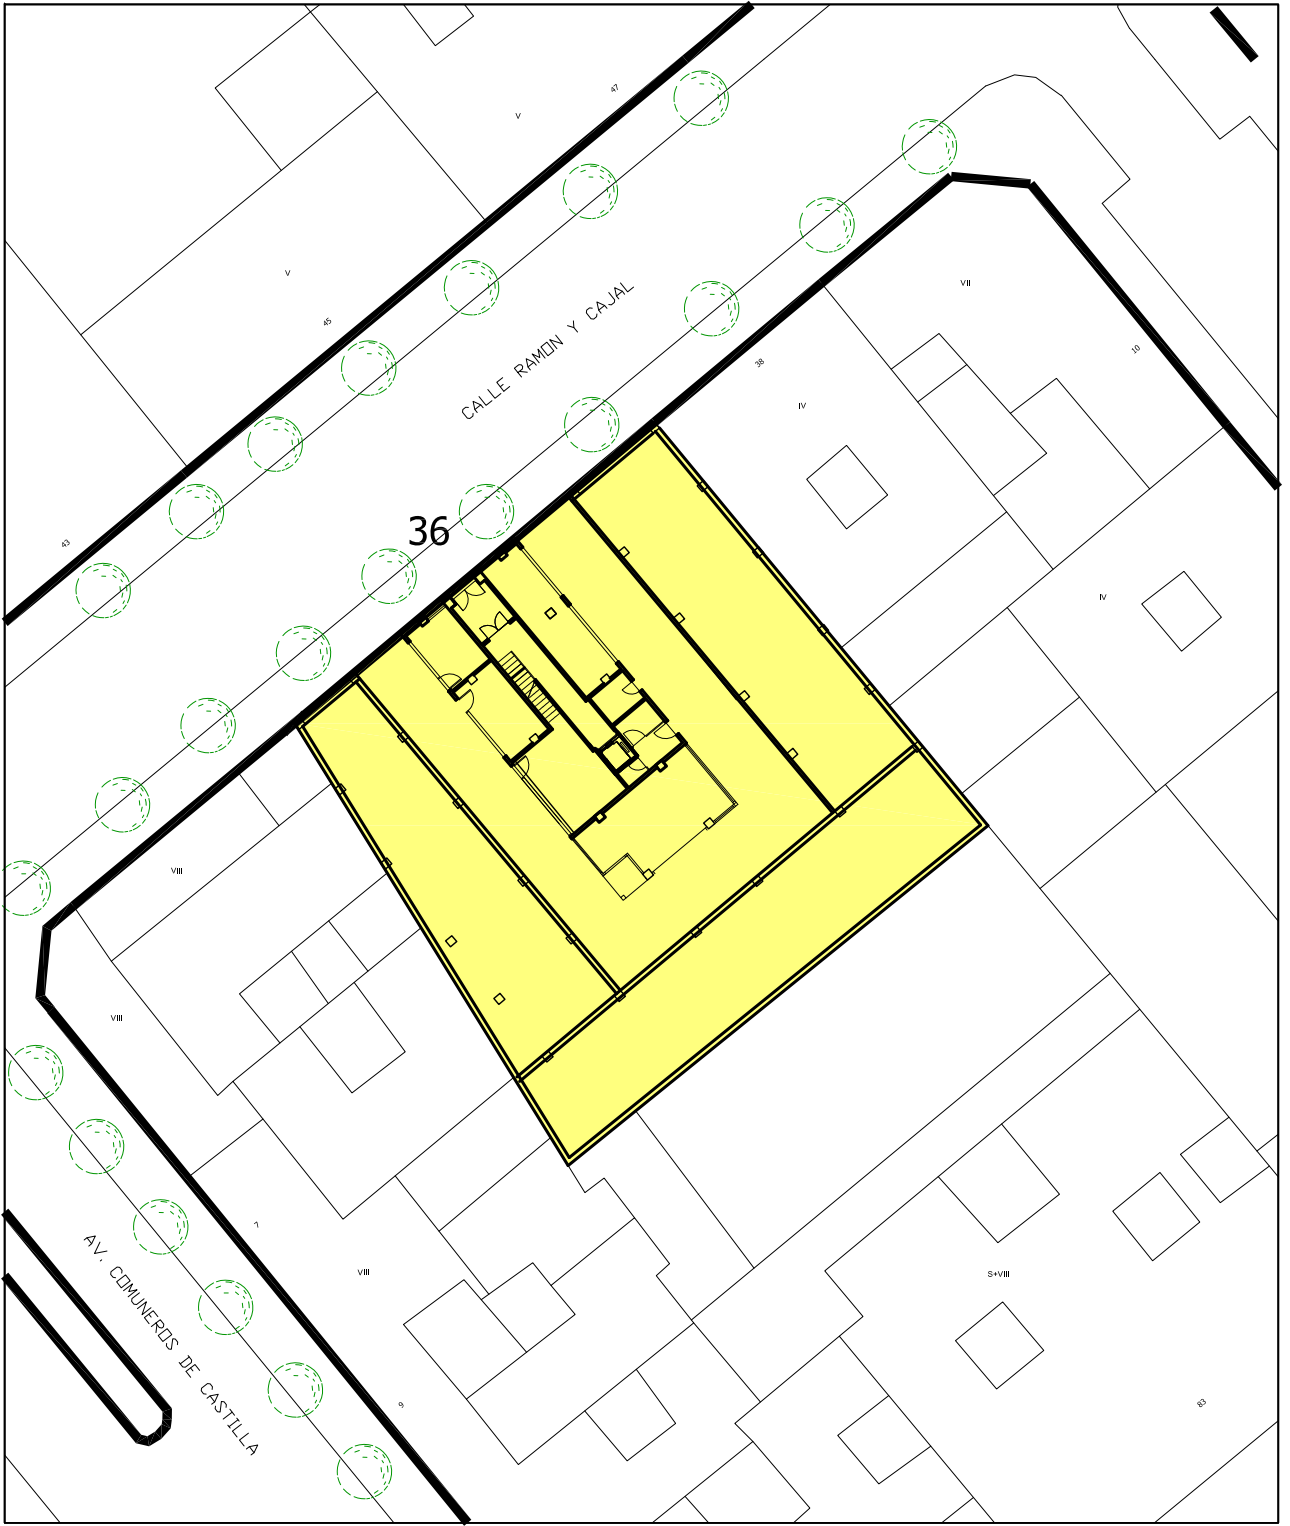 47
V
VII
V
45
CALLE RAMON Y CAJAL
10
38
IV
36
43
IV
VIII
VIII
7
VIII
S+VIII
AV. COMUNEROS DE CASTILLA
9
83